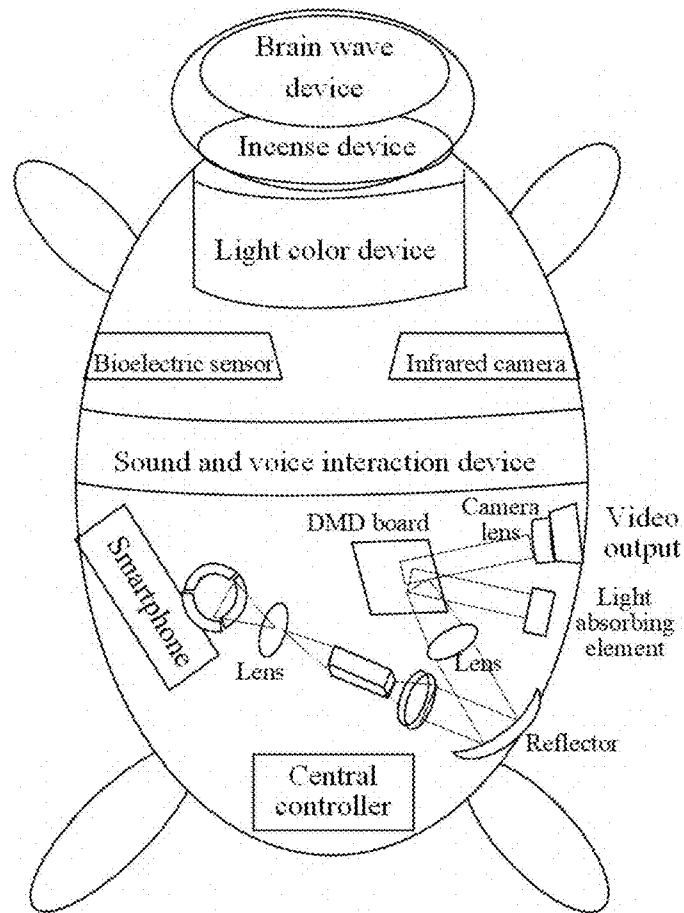 Brain wave
device
Incense device
Light color device
Bioelectric sensor
Infrared camera
Sound and voice interaction device
DMD board
Camera
lens
Video
output
Smartphone
Light
absorbing
element
Lens
Lens
Reflector
Central
controller